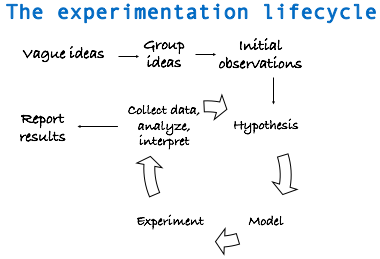 The experimentation lifecycle
Vague ideas
Group
ideas
Initial
observations
Report
results
Collect data,
analyze,
interpret
Hypothesis
Experiment
Model